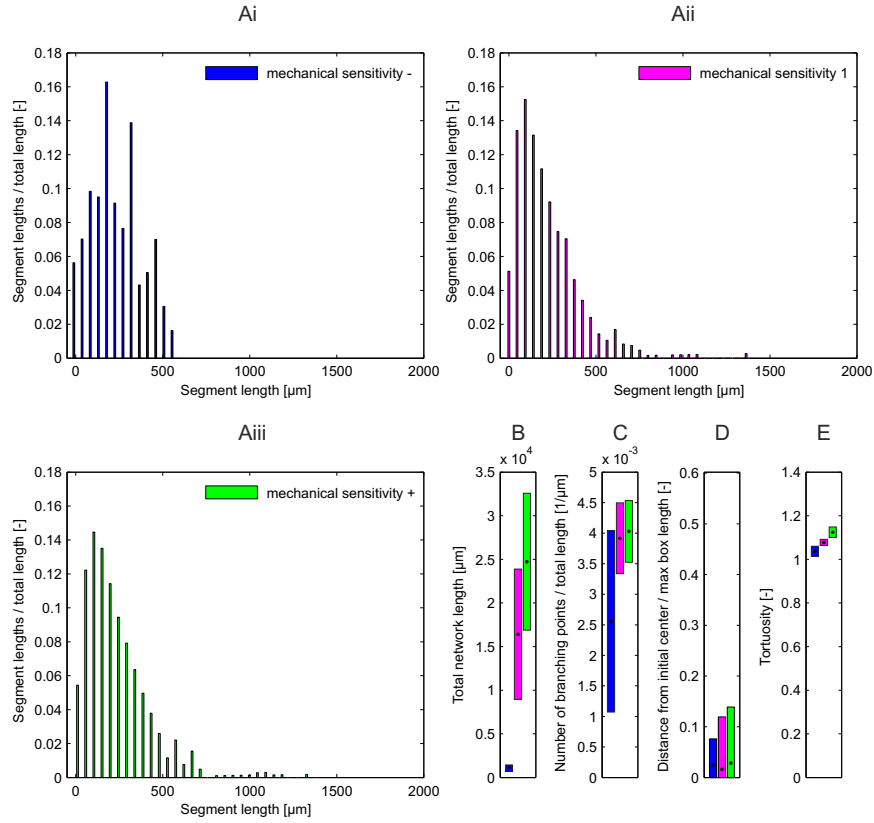 Ai
0.18
0.16
0.14
0.12
0.1
0.08
0.06
0.04
0.02
0
Segment lengths / total length [-]
mechanical sensitivity -
0 500 1000 1500 2000
Segment length [µm]
Aii
0.18
0.16
0.14
0.12
0.1
0.08
0.06
0.04
0.02
0
Segment lengths / total length [-]
mechanical sensitivity 1
0 500 1000 1500 2000
Segment length [µm]
Aiii
0.18
0.16
0.14
0.12
0.1
0.08
0.06
0.04
0.02
0
Segment lengths / total length [-]
mechanical sensitivity +
0 500 1000 1500 2000
Segment length [µm]
B
x 10^4
3.5
3
2.5
2
1.5
1
0.5
0
Total network length [µm]
C
x 10^-3
5
4.5
4
3.5
3
2.5
2
1.5
1
0.5
0
Number of branching points / total length [1/µm]
D
0.6
0.5
0.4
0.3
0.2
0.1
0
Distance from initial center / max box length [-]
E
1.4
1.2
1
0.8
0.6
0.4
0.2
0
Tortuosity [-]